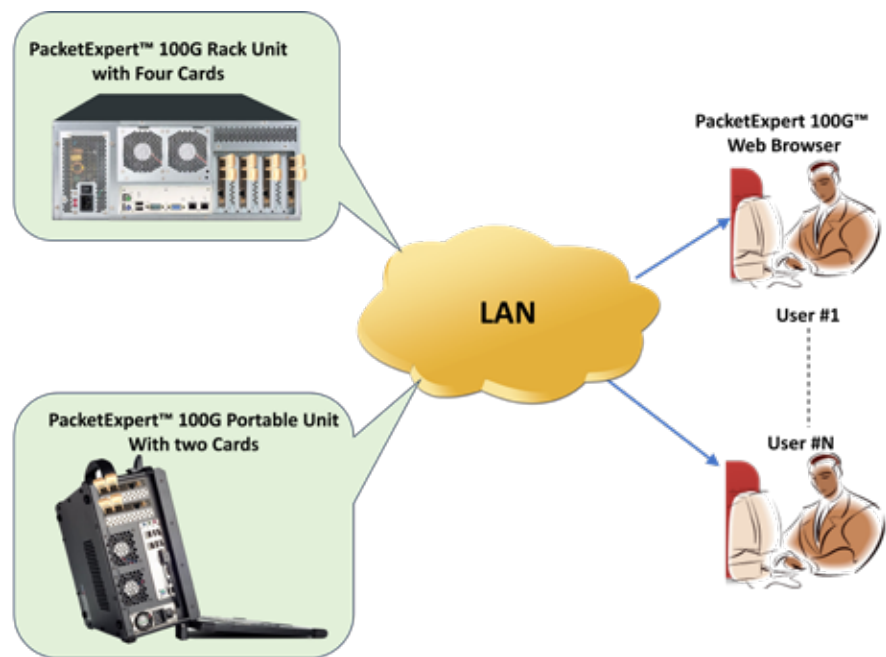 PacketExpert™ 100G Rack Unit
with Four Cards
PacketExpert 100G™
Web Browser
LAN
User #1
PacketExpert™ 100G Portable Unit
With two Cards
User #N